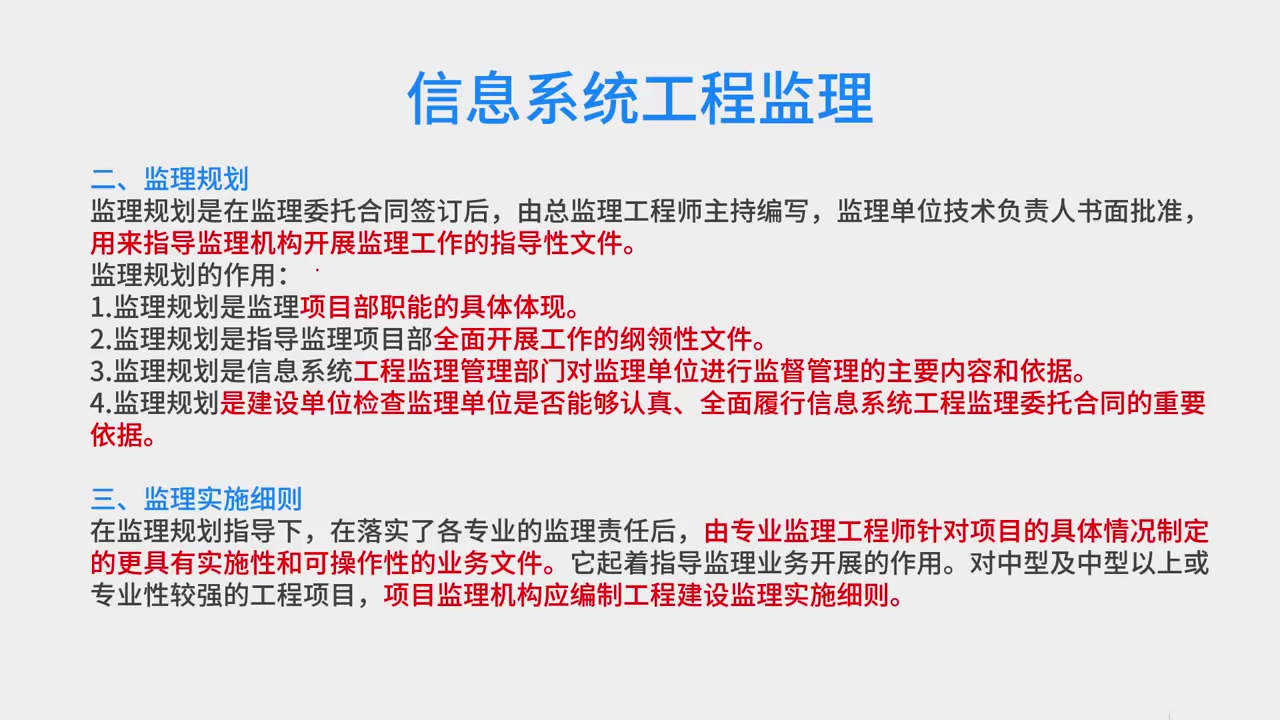 信息系统工程监理
二、监理规划
监理规划是在监理委托合同签订后，由总监理工程师主持编写，监理单位技术负责人书面批准，
用来指导监理机构开展监理工作的指导性文件。
监理规划的作用：
1.监理规划是监理项目部职能的具体体现。
2.监理规划是指导监理项目部全面开展工作的纲领性文件。
3.监理规划是信息系统工程监理管理部门对监理单位进行监督管理的主要内容和依据。
4.监理规划是建设单位检查监理单位是否能够认真、全面履行信息系统工程监理委托合同的重要
依据。
三、监理实施细则
在监理规划指导下，在落实了各专业的监理责任后，由专业监理工程师针对项目的具体情况制定
的更具有实施性和可操作性的业务文件。它起着指导监理业务开展的作用。对中型及中型以上或
专业性较强的工程项目，项目监理机构应编制工程建设监理实施细则。